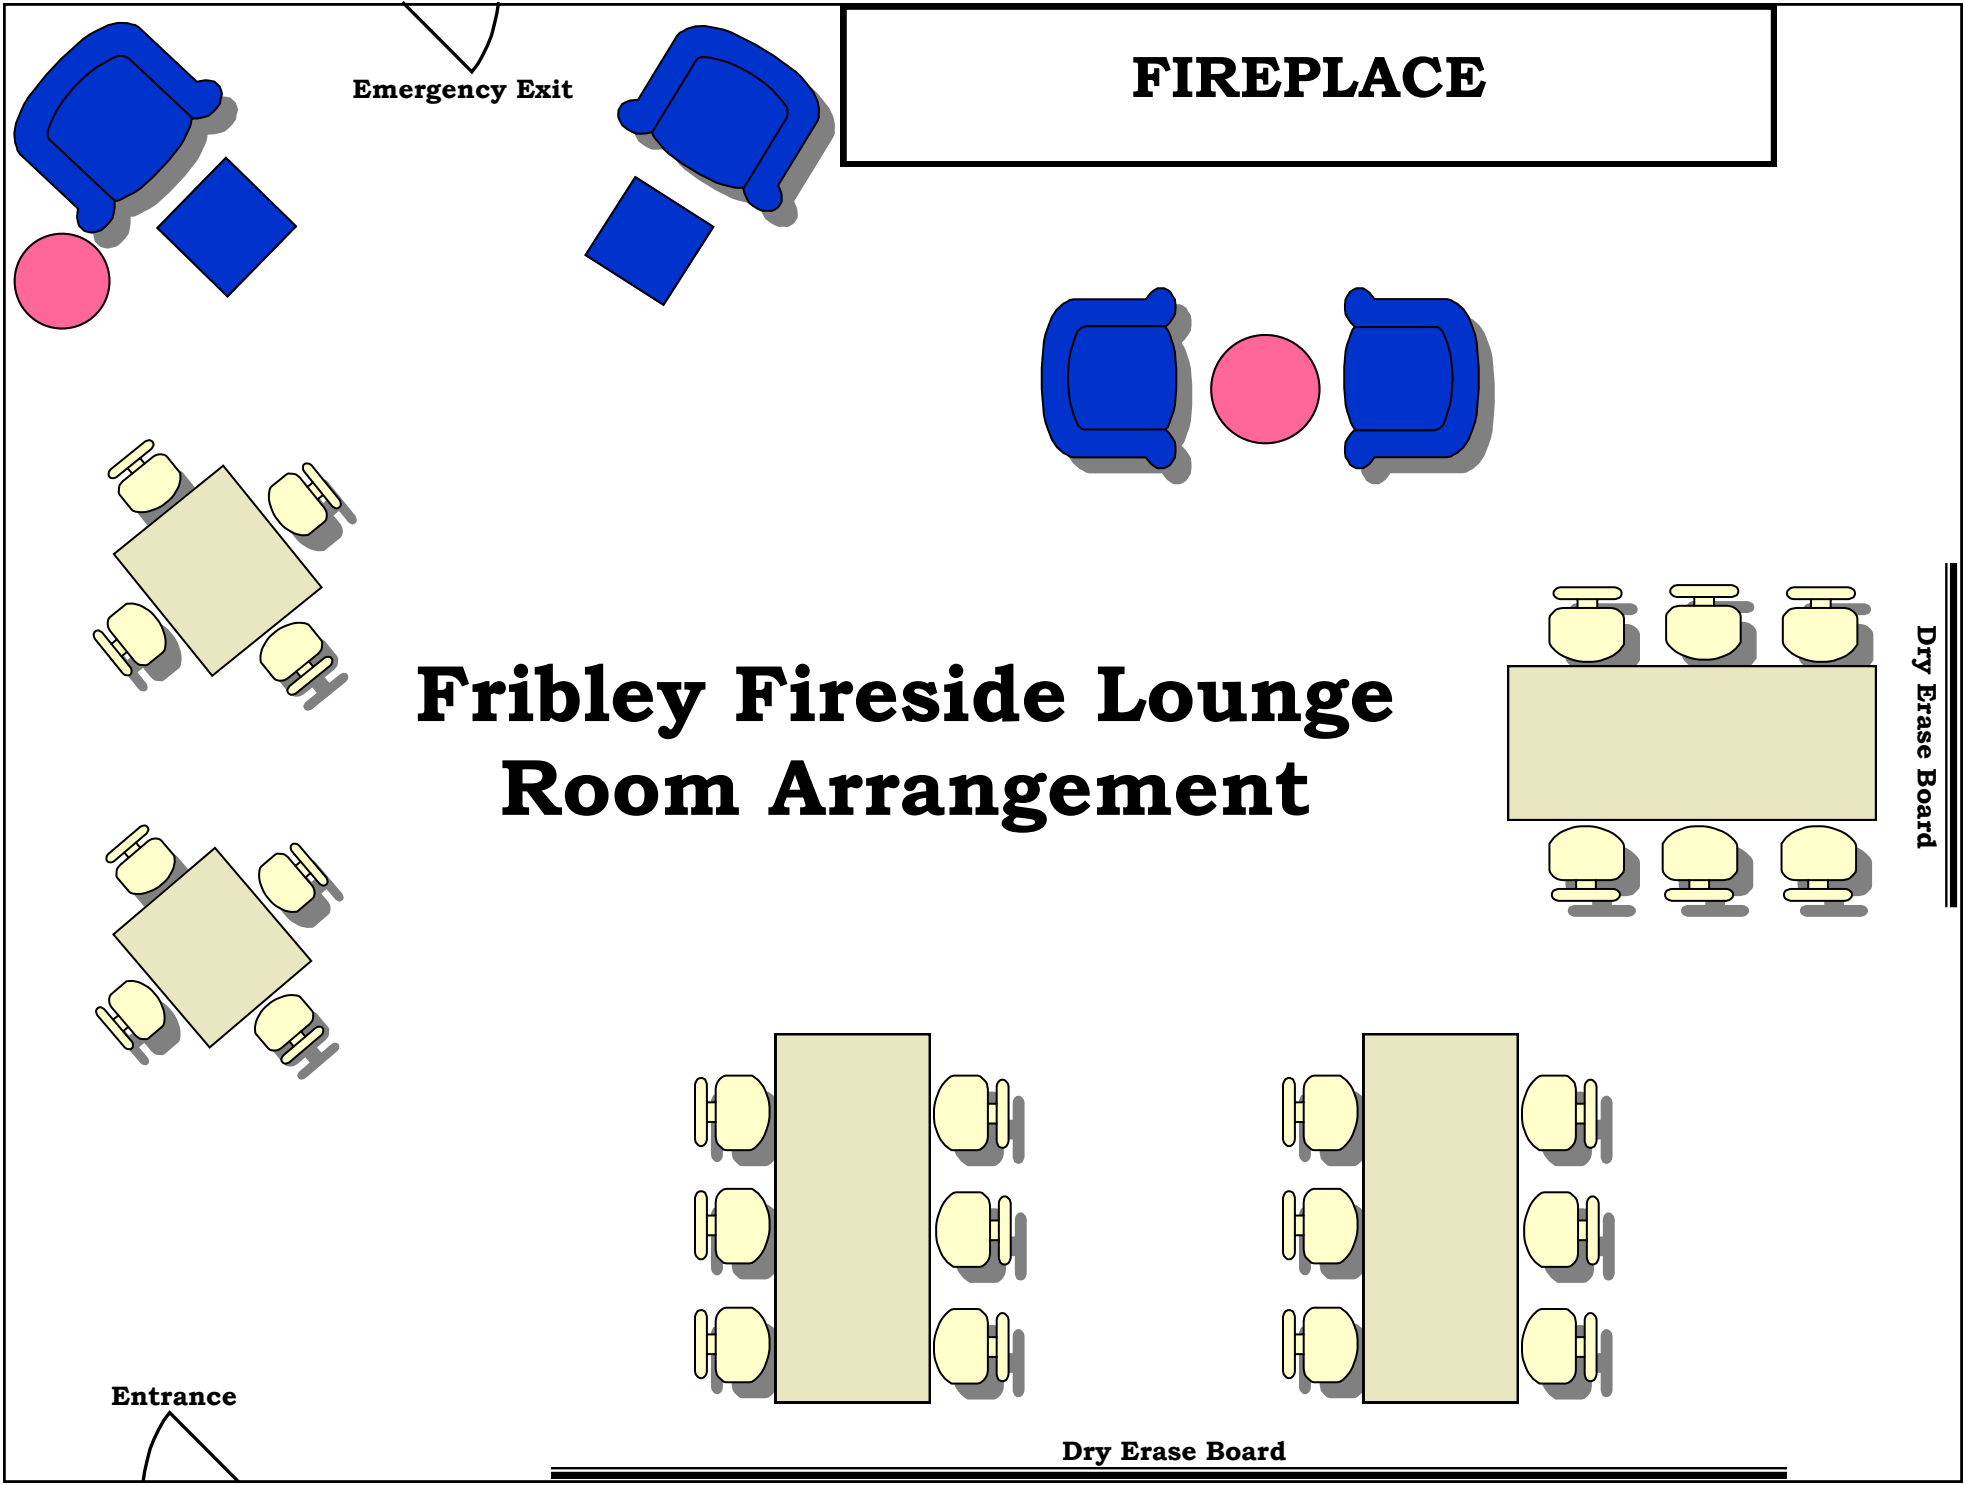 Emergency Exit
FIREPLACE
Fribley Fireside Lounge
Room Arrangement
Dry Erase Board
Entrance
Dry Erase Board